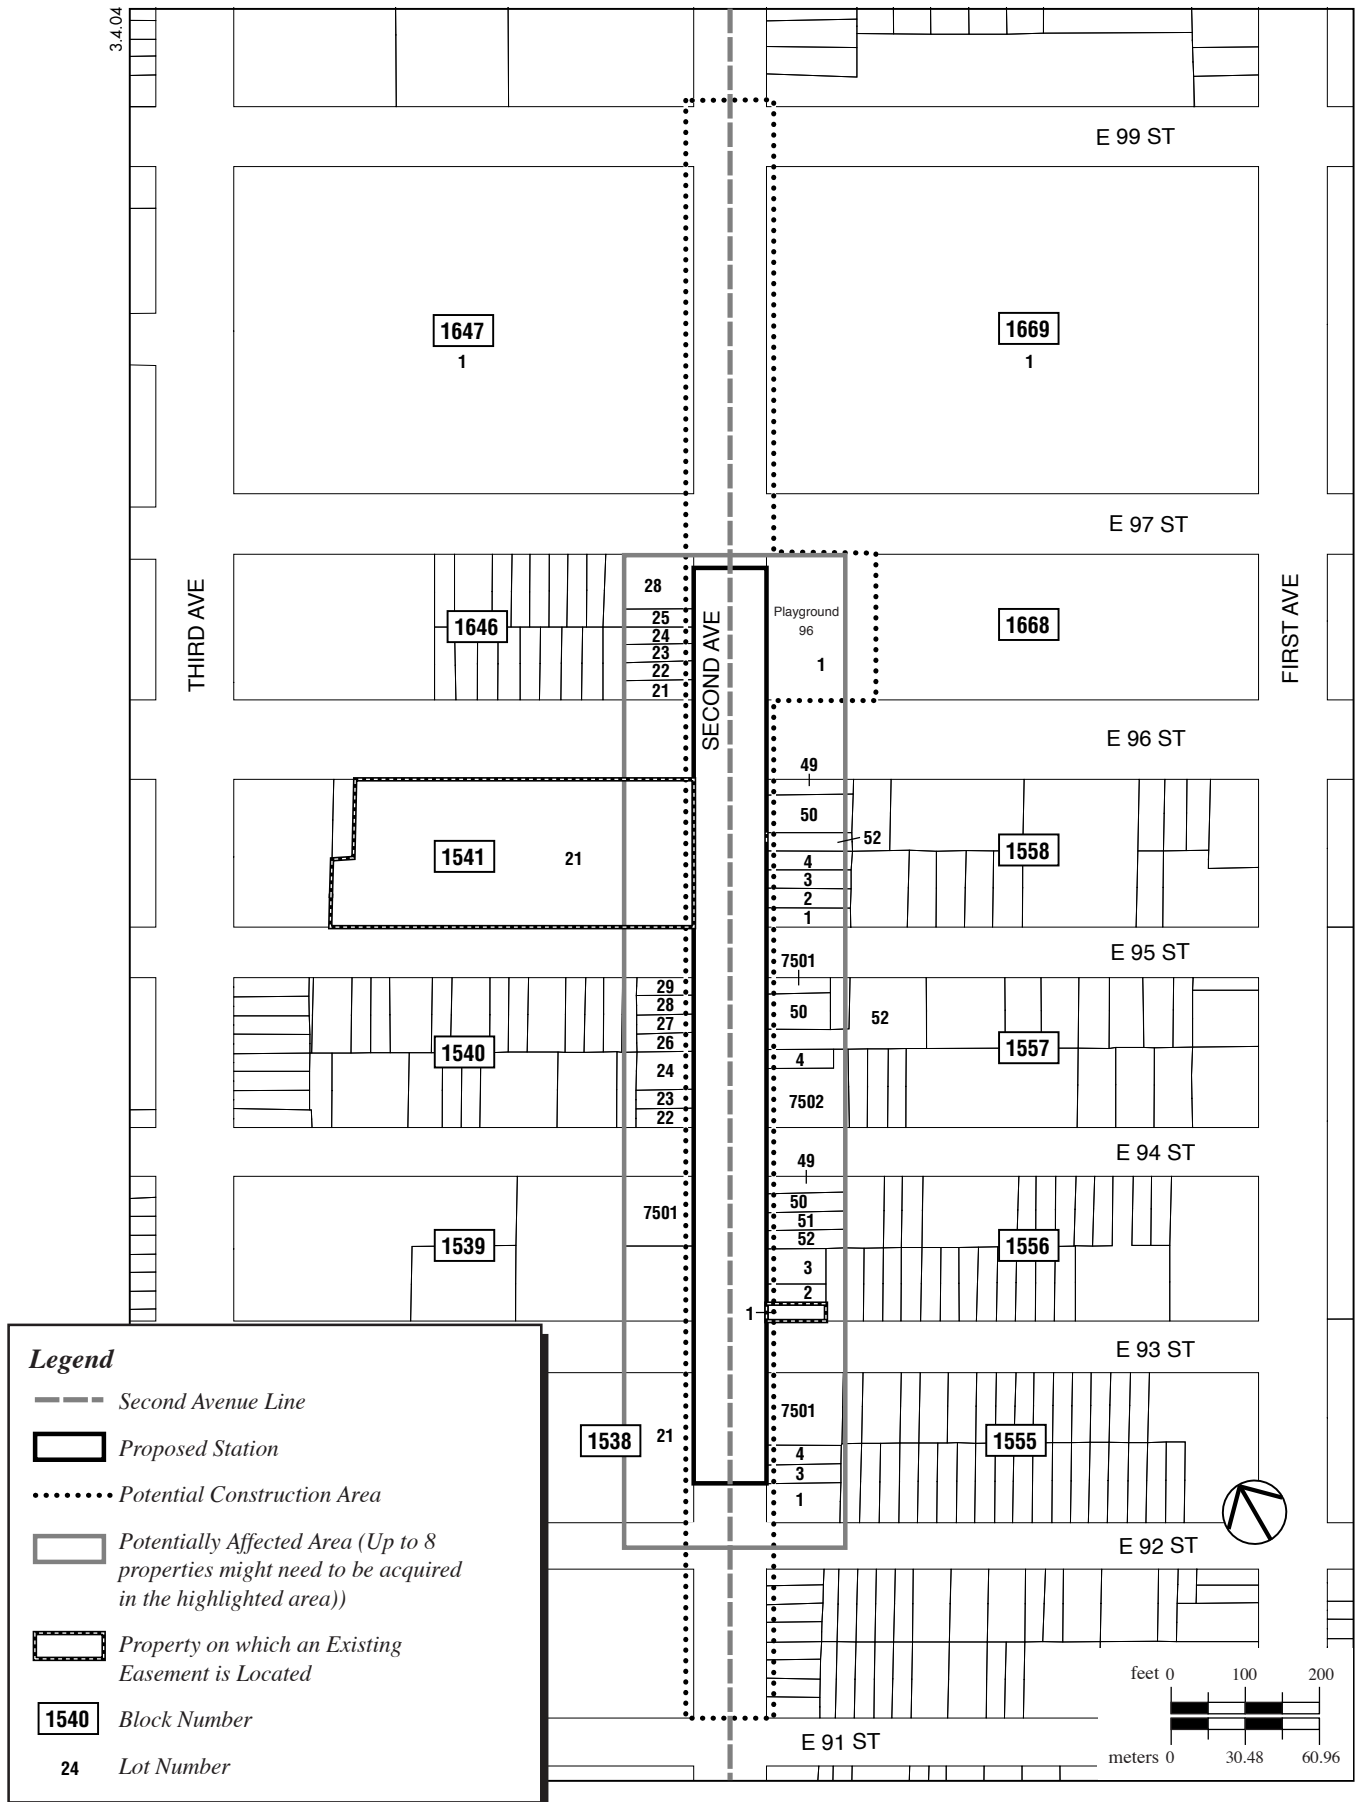 3.4.04
E 99 ST
1647
1
1669
1
E 97 ST
THIRD AVE
SECOND AVE
FIRST AVE
1646
28
25
24
23
22
21
Playground
96
1
1668
E 96 ST
1541
21
49
50
52
4
3
2
1
1558
E 95 ST
1540
29
28
27
26
24
23
22
7501
50
52
4
7502
1557
E 94 ST
1539
7501
49
50
51
52
3
2
1
1556
E 93 ST
1538
21
7501
4
3
1
1555
E 92 ST
E 91 ST
Legend
Second Avenue Line
Proposed Station
Potential Construction Area
Potentially Affected Area (Up to 8
properties might need to be acquired
in the highlighted area))
Property on which an Existing
Easement is Located
1540 Block Number
24 Lot Number
feet 0 100 200
meters 0 30.48 60.96